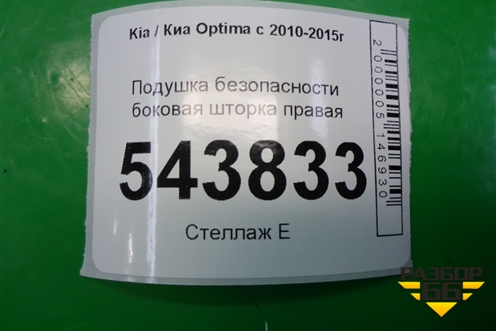 Kia / Киа Optima с 2010-2015г
Подушка безопасности
боковая шторка правая
543833
Стеллаж Е
2000005146930
РАЗБОР
66